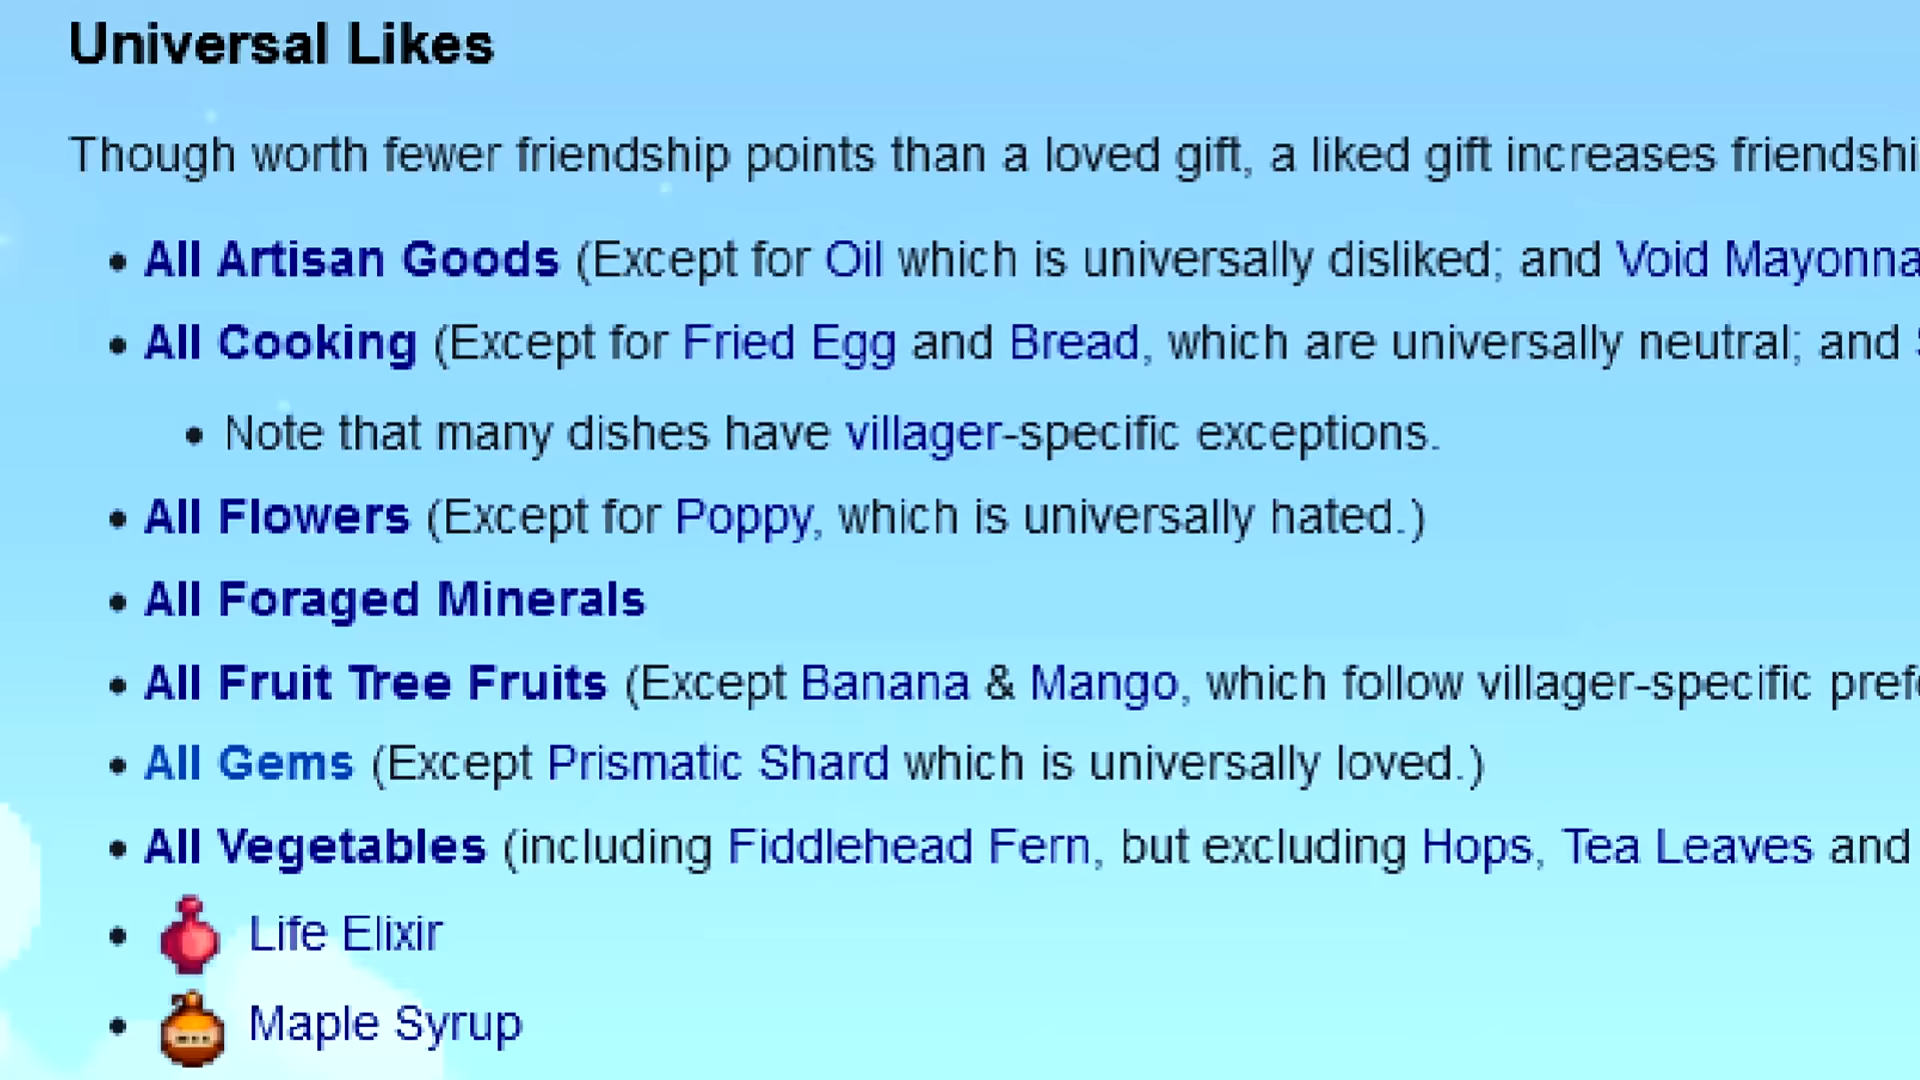 Universal Likes
Though worth fewer friendship points than a loved gift, a liked gift increases
• All Artisan Goods (Except for Oil which is universally disliked; and Void
• All Cooking (Except for Fried Egg and Bread, which are universally neutral; and
• Note that many dishes have villager-specific exceptions.
• All Flowers (Except for Poppy, which is universally hated.)
• All Foraged Minerals
• All Fruit Tree Fruits (Except Banana & Mango, which follow villager-specific
• All Gems (Except Prismatic Shard which is universally loved.)
• All Vegetables (including Fiddlehead Fern, but excluding Hops, Tea Leaves and
• Life Elixir
• Maple Syrup